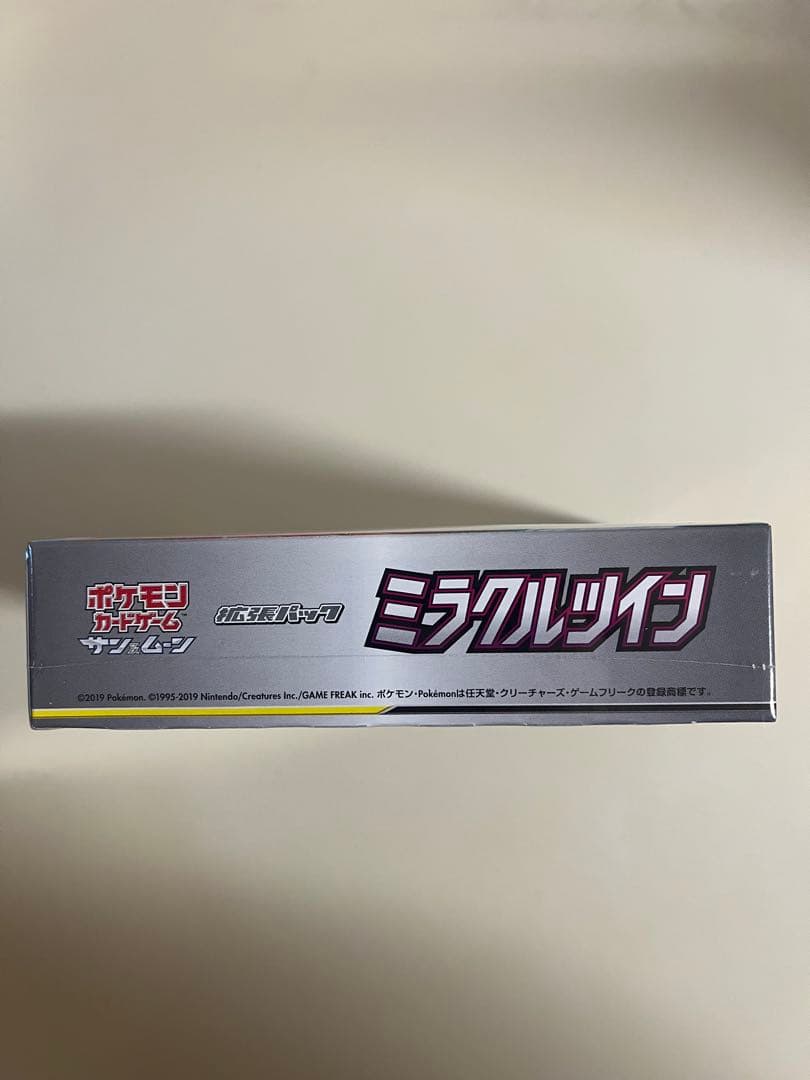 ポケモン
カードゲーム
サン&ムーン
拡張パック
ミラクルツイン
©2019 Pokémon. ©1995-2019 Nintendo/Creatures Inc./GAME FREAK inc. ポケモン・Pokémonは任天堂・クリーチャーズ・ゲームフリークの登録商標です。